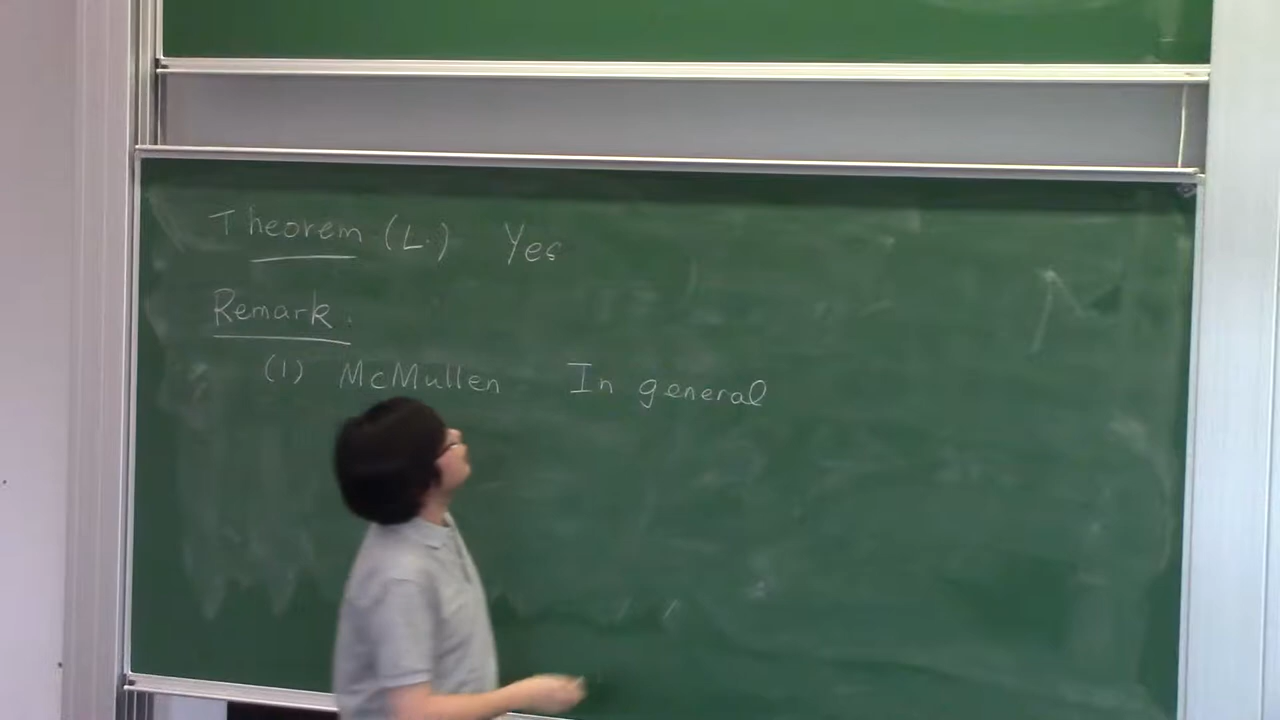 Theorem (L.) Yes
Remark.
(1) McMullen In general